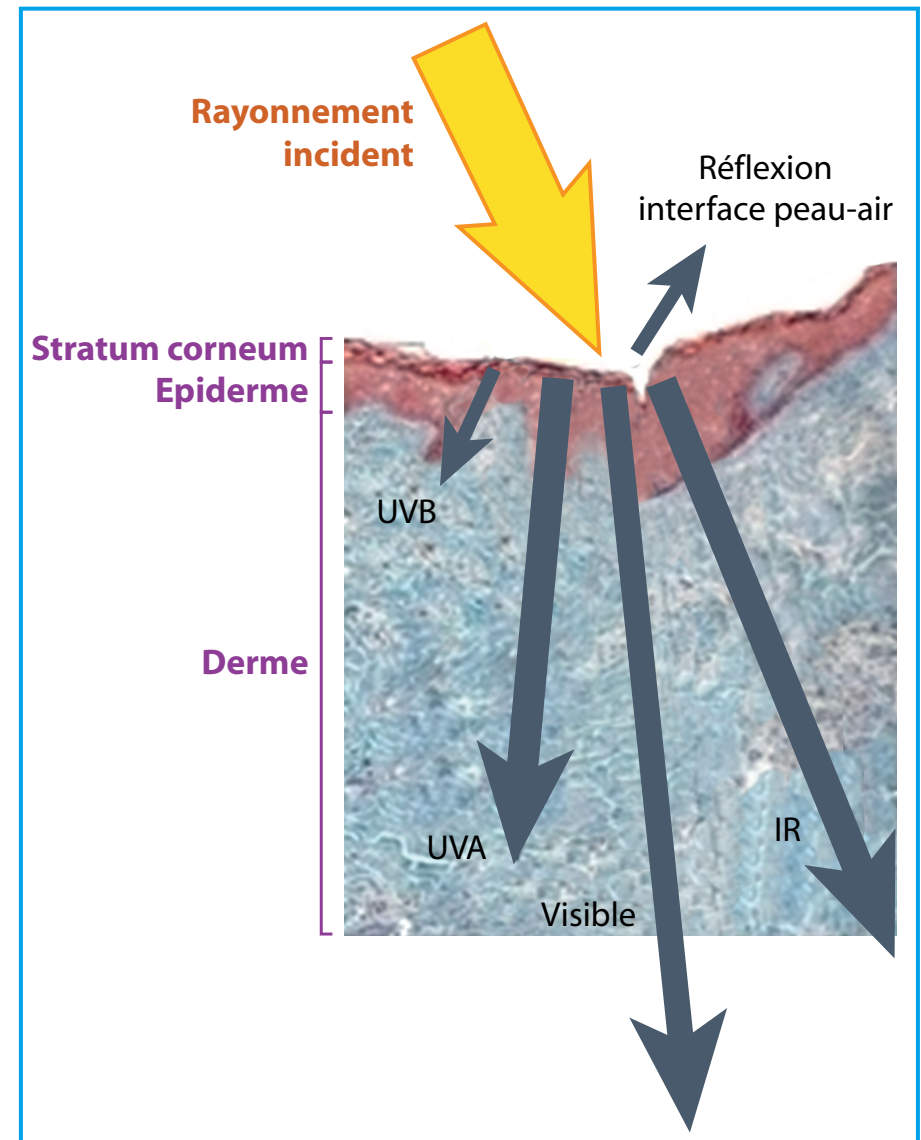 Rayonnement
incident
Réflexion
interface peau-air
Stratum corneum
Epiderme
UVB
Derme
UVA
IR
Visible